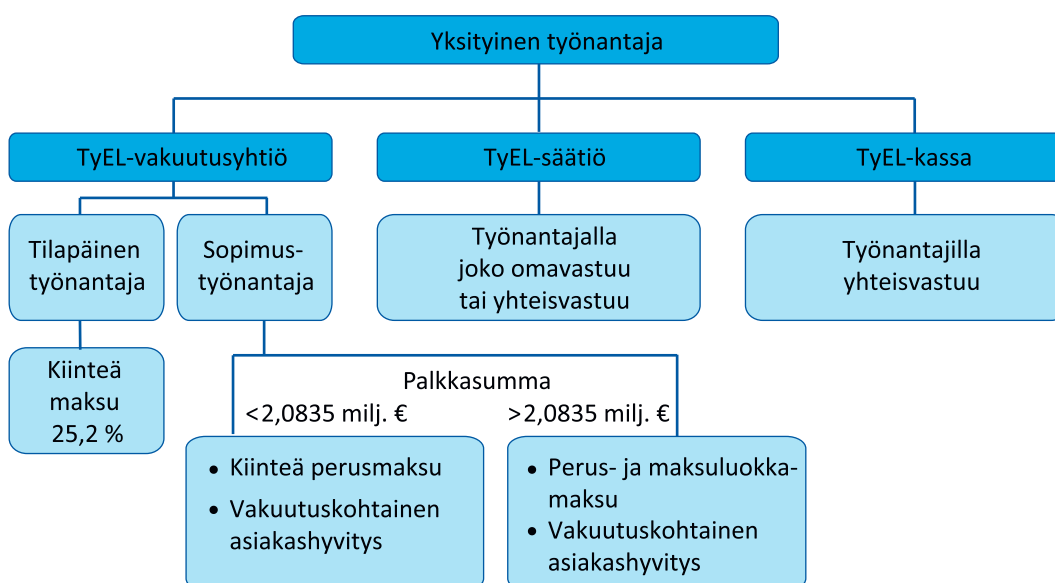 Yksityinen työnantaja
TyEL-vakuutusyhtiö
TyEL-säätiö
TyEL-kassa
Tilapäinen
työnantaja
Sopimus-
työnantaja
Työnantajalla
joko omavastuu
tai yhteisvastuu
Työnantajilla
yhteisvastuu
Kiinteä
maksu
25,2 %
Palkkasumma
<2,0835 milj. €
>2,0835 milj. €
• Kiinteä perusmaksu
• Vakuutuskohtainen
asiakashyvitys
• Perus- ja maksuluokka-
maksu
• Vakuutuskohtainen
asiakashyvitys